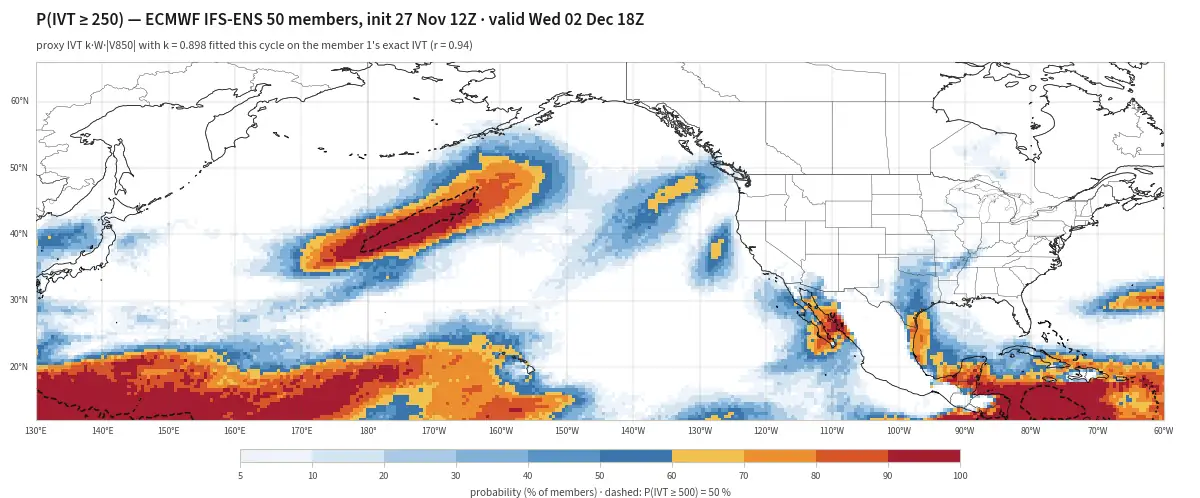 P(IVT ≥ 250) — ECMWF IFS-ENS 50 members, init 27 Nov 12Z · valid Wed 02 Dec 18Z
proxy IVT k·W·|V850| with k = 0.898 fitted this cycle on the member 1's exact IVT (r = 0.94)
60°N
50°N
40°N
30°N
20°N
130°E 140°E 150°E 160°E 170°E 180° 170°W 160°W 150°W 140°W 130°W 120°W 110°W 100°W 90°W 80°W 70°W 60°W
5 10 20 30 40 50 60 70 80 90 100
probability (% of members) · dashed: P(IVT ≥ 500) = 50 %